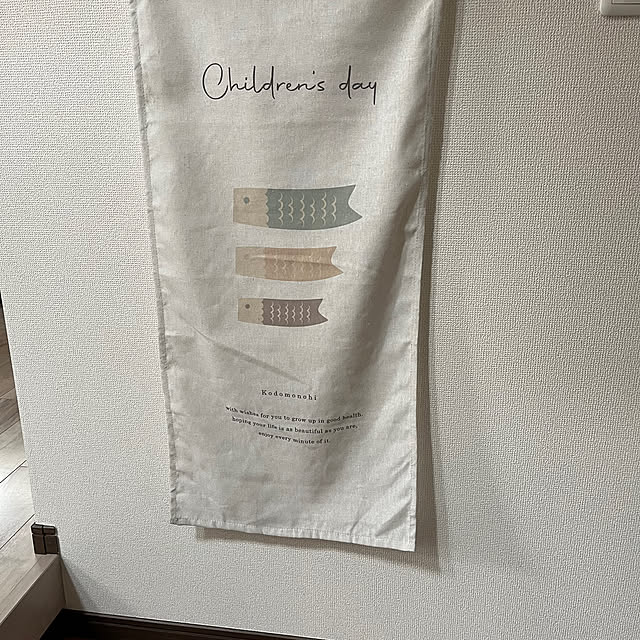 Children's day
Kodomonohi
with wishes for you to grow up in good health.
hoping your life is as beautiful as you are,
enjoy every minute of it.